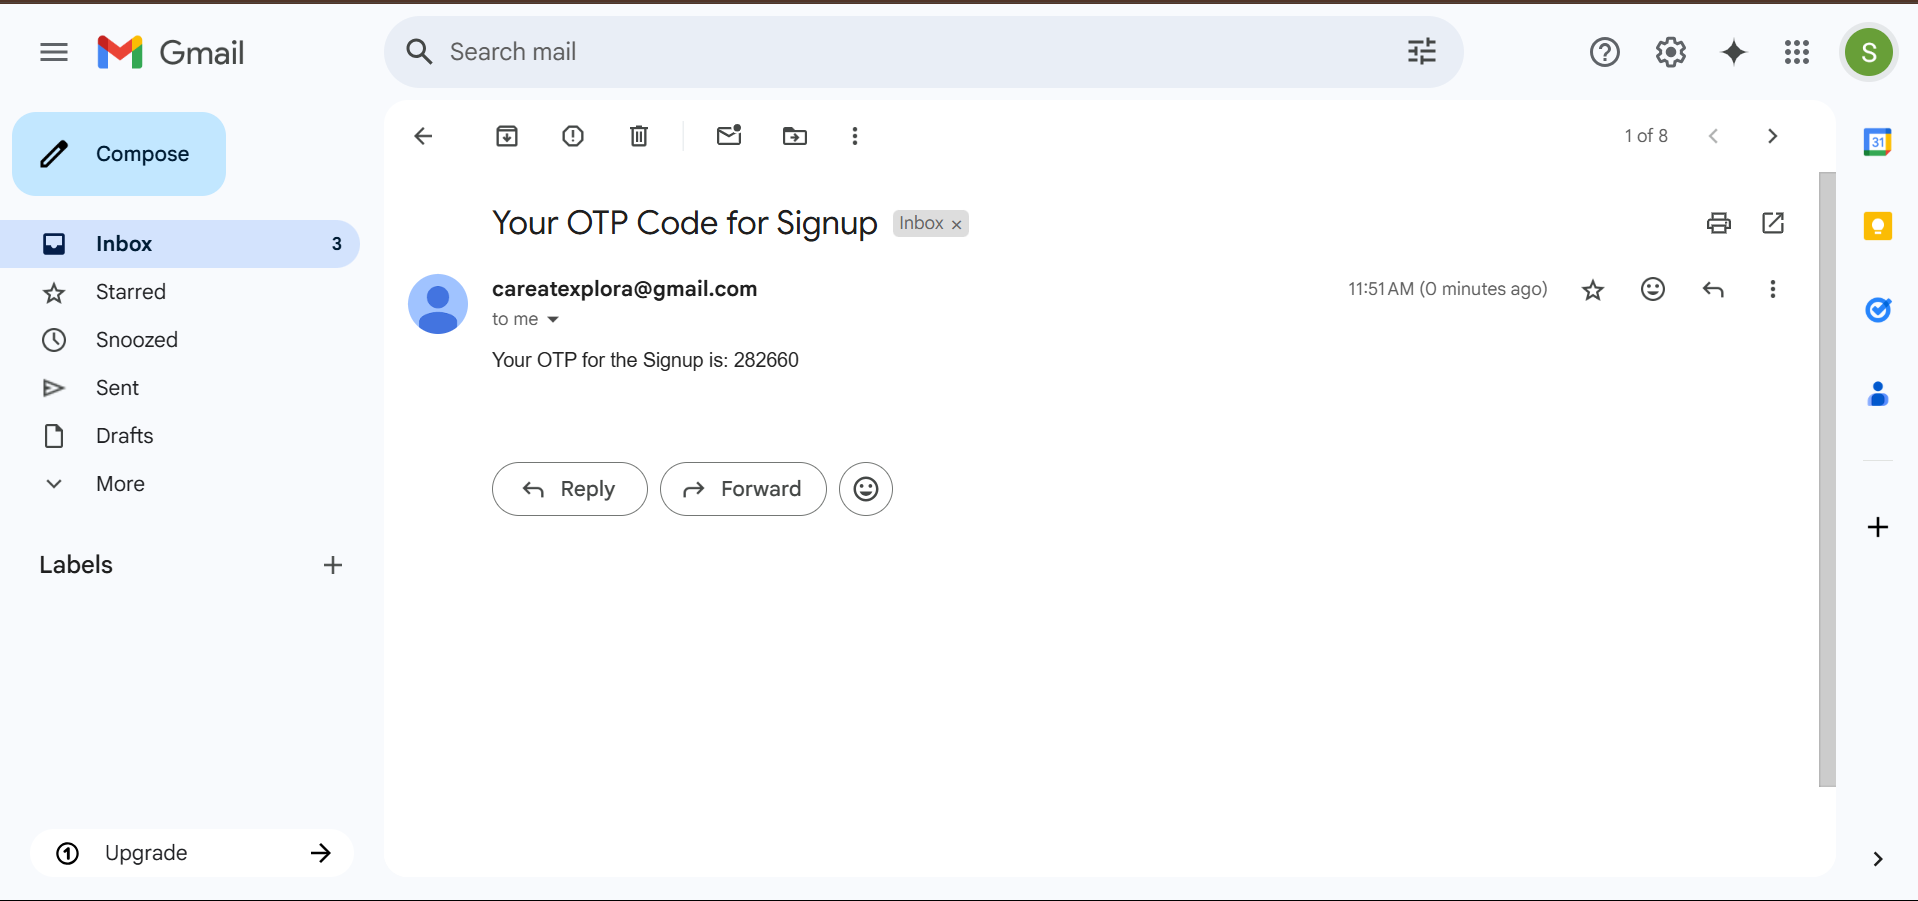 Gmail
Search mail
S
Compose
1 of 8
31
Your OTP Code for Signup Inbox ×
Inbox 3
careatexplora@gmail.com 11:51 AM (0 minutes ago)
Starred
to me
Snoozed
Your OTP for the Signup is: 282660
Sent
Drafts
More
Reply Forward
Labels
1 Upgrade